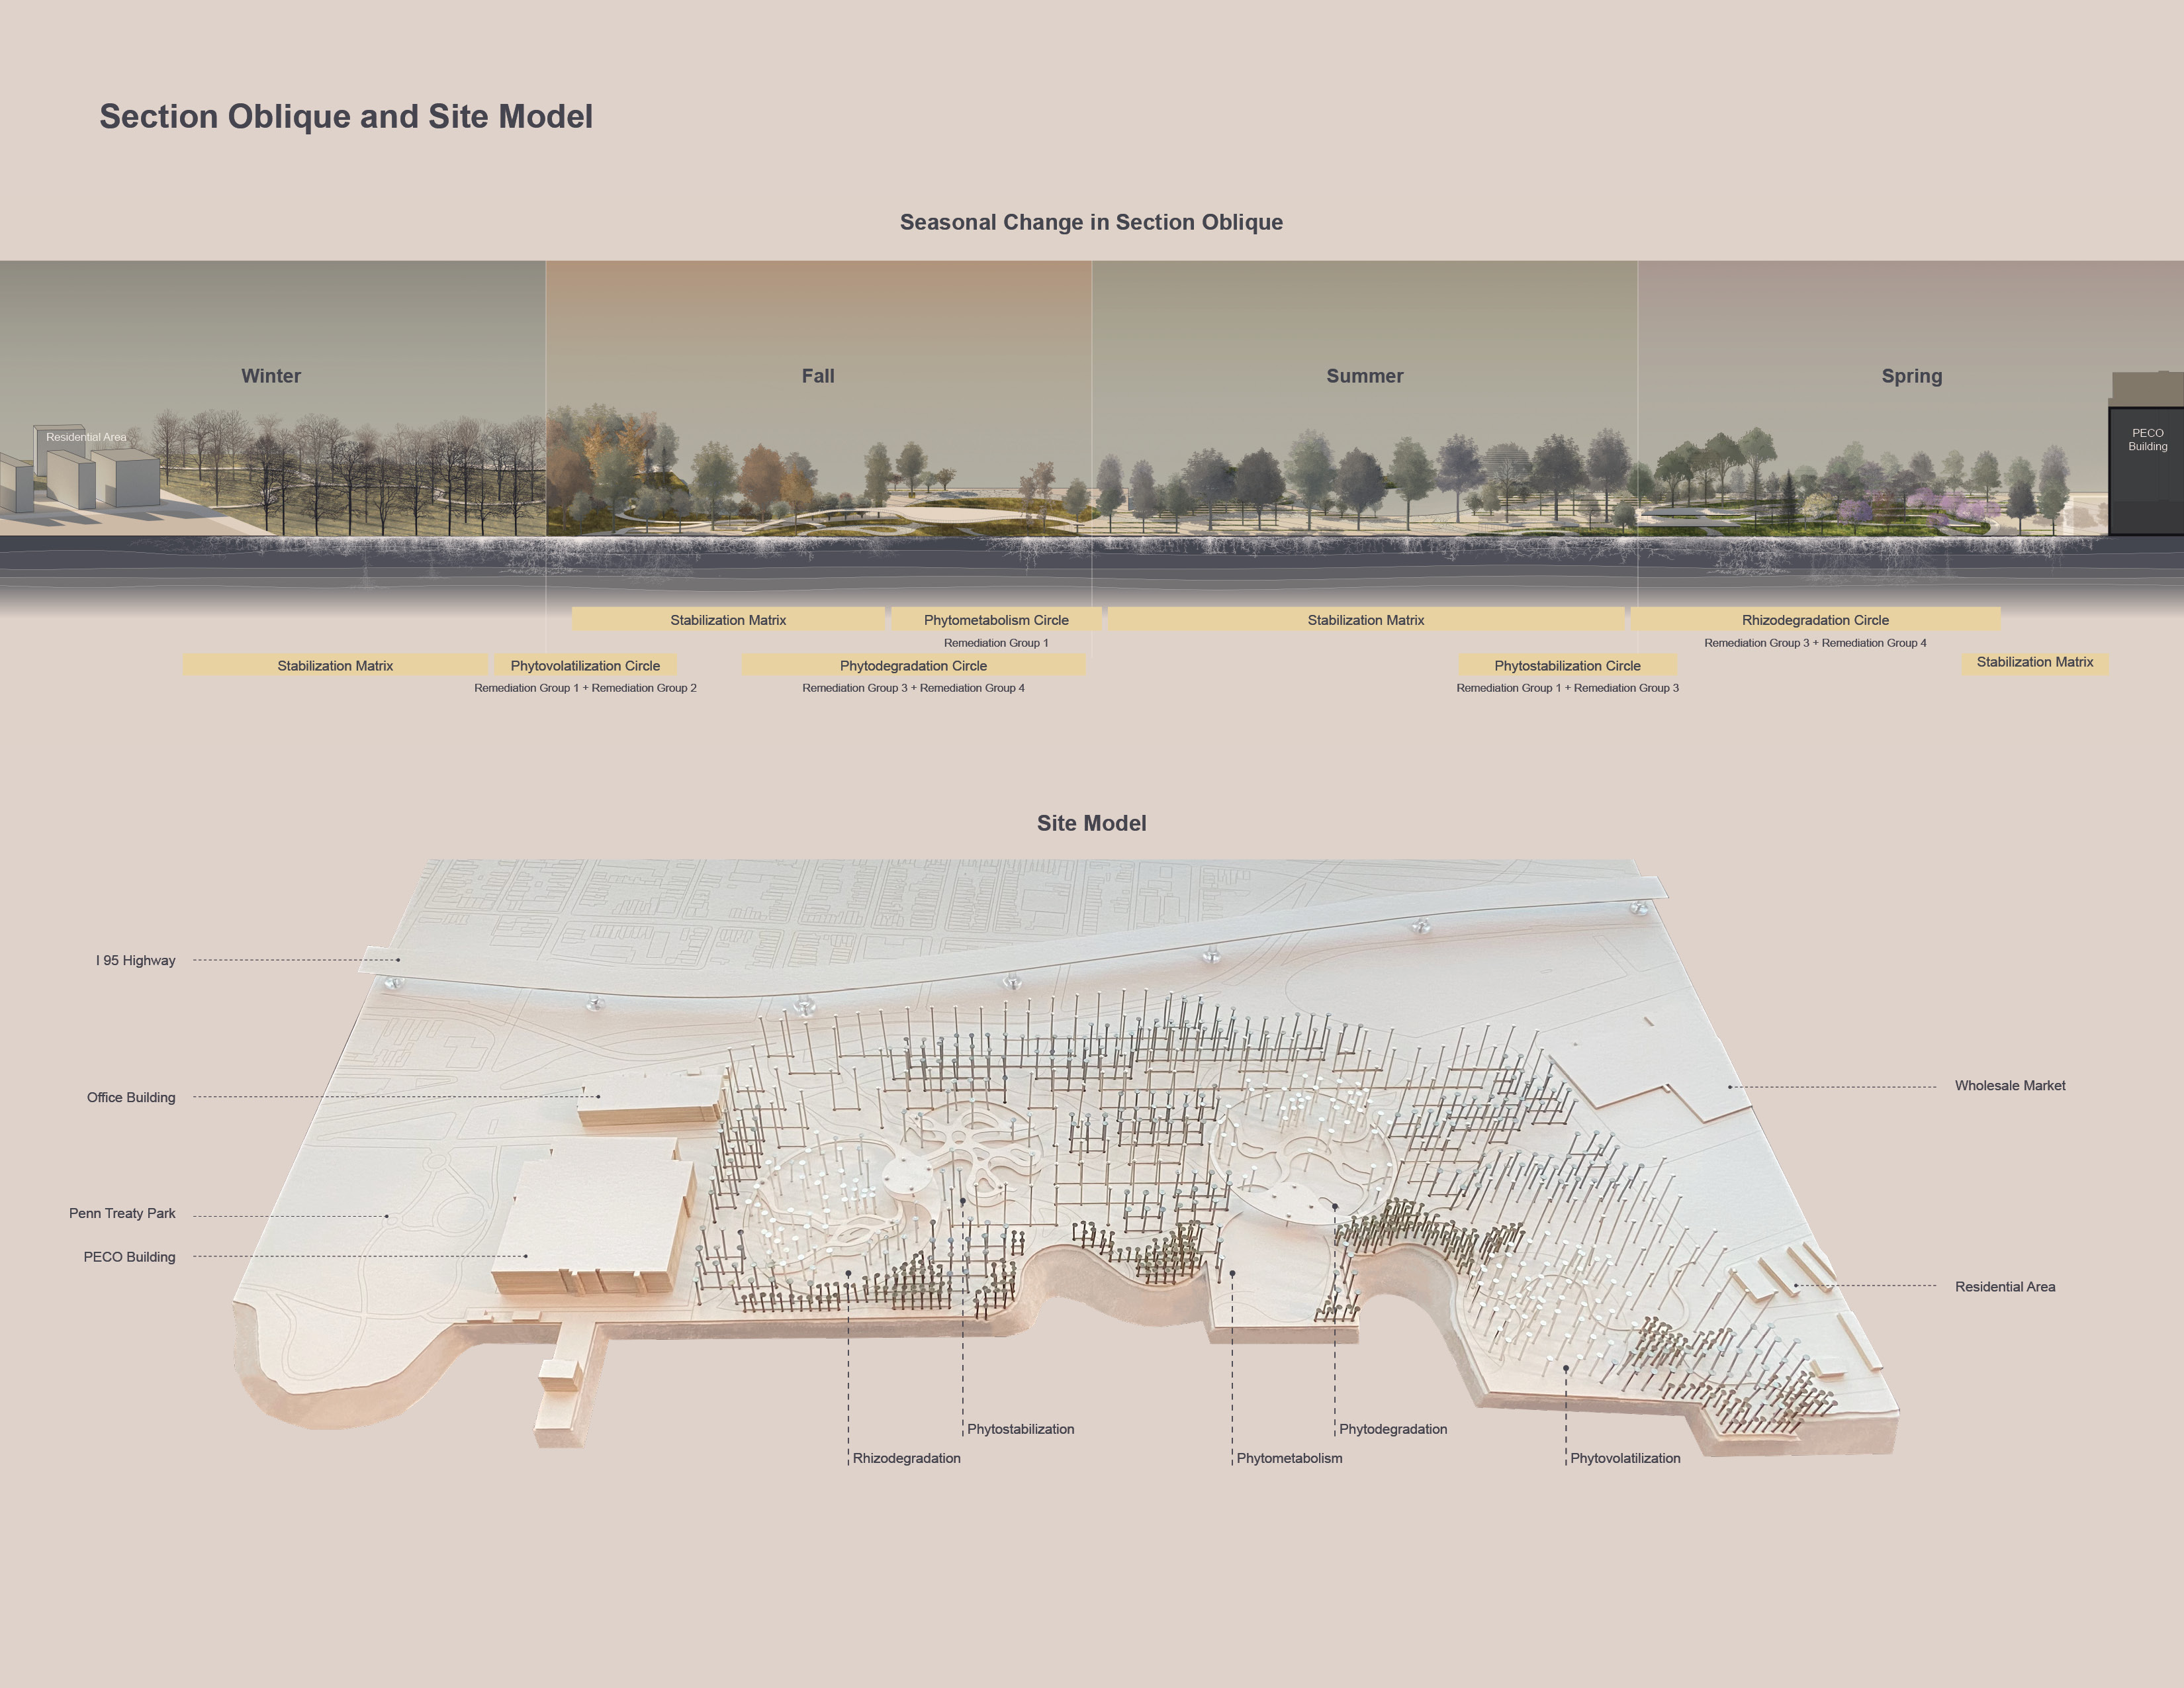 Section Oblique and Site Model
Seasonal Change in Section Oblique
Winter
Fall
Summer
Spring
Residential Area
PECO
Building
Stabilization Matrix
Phytometabolism Circle
Stabilization Matrix
Rhizodegradation Circle
Remediation Group 1
Remediation Group 3 + Remediation Group 4
Stabilization Matrix
Phytovolatilization Circle
Phytodegradation Circle
Phytostabilization Circle
Stabilization Matrix
Remediation Group 1 + Remediation Group 2
Remediation Group 3 + Remediation Group 4
Remediation Group 1 + Remediation Group 3
Site Model
I 95 Highway
Office Building
Wholesale Market
Penn Treaty Park
PECO Building
Residential Area
Phytostabilization
Phytodegradation
Rhizodegradation
Phytometabolism
Phytovolatilization